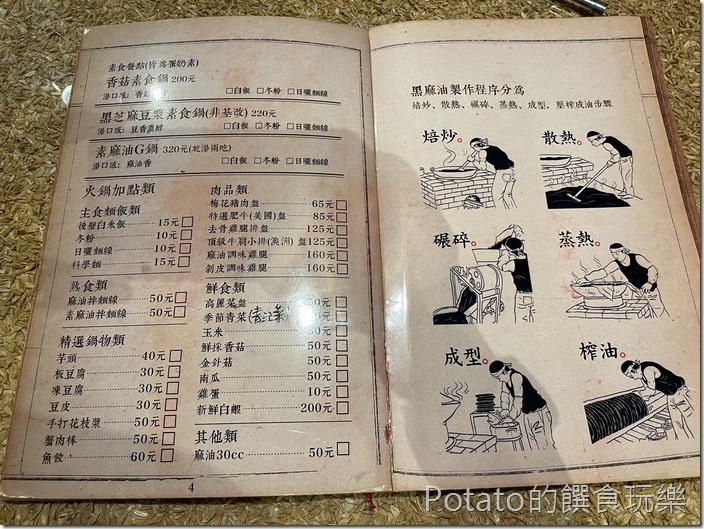 素食餐點(皆為蛋奶素)
香菇素食鍋 200元
湯口感：香菇 □白飯 □冬粉 □日曬麵線
黑芝麻豆漿素食鍋(非基改) 220元
湯口感：豆香濃醇 □白飯 □冬粉 □日曬麵線
素麻油G鍋 320元(乾湯兩吃)
湯口感：麻油香 □白飯 □冬粉 □日曬麵線
火鍋加點類
主食麵飯類
後壁白米飯 15元□
冬粉 10元□
日曬麵線 10元□
科學麵 15元□
熟食類
麻油拌麵線 50元□
素麻油拌麵線 50元□
精選鍋物類
芋頭 40元□
板豆腐 30元□
凍豆腐 30元□
豆皮 30元□
手打花枝漿 50元□
蟹肉棒 50元□
魚餃 60元□
肉品類
梅花豬肉盤 65元□
特選肥牛(美國)盤 85元□
去骨雞腿排盤 125元□
頂級牛肩小排(澳洲)盤 125元□
麻油調味雞腿 160元□
剝皮調味雞腿 160元□
鮮食類
高麗菜盤 50元□
季節青菜 50元□
玉米 50元□
鮮採香菇 50元□
金針菇 50元□
南瓜 50元□
雞蛋 10元□
新鮮白蝦 200元□
其他類
麻油30cc 50元□
4
黑麻油製作程序分為
焙炒、散熱、碾碎、蒸熱、成型、壓榨成油步驟
焙炒。
散熱。
碾碎。
蒸熱。
成型。
榨油。
Potato的饌食玩樂